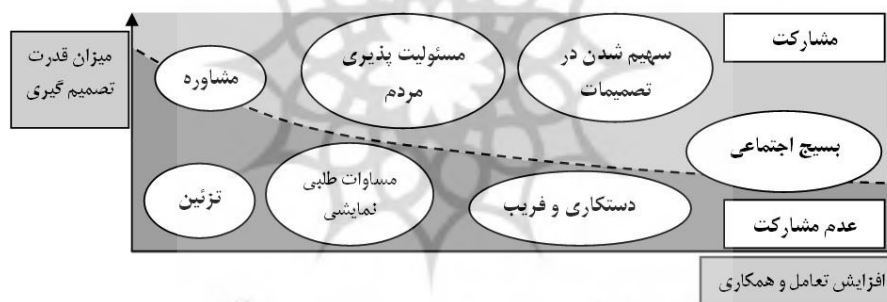 مشارکت
سهیم شدن در
تصمیمات
مسئولیت پذیری
مردم
مشاوره
میزان قدرت
تصمیم گیری
بسیج اجتماعی
دستکاری و فریب
مساوات طلبی
نمایشی
تزئین
عدم مشارکت
افزایش تعامل و همکاری